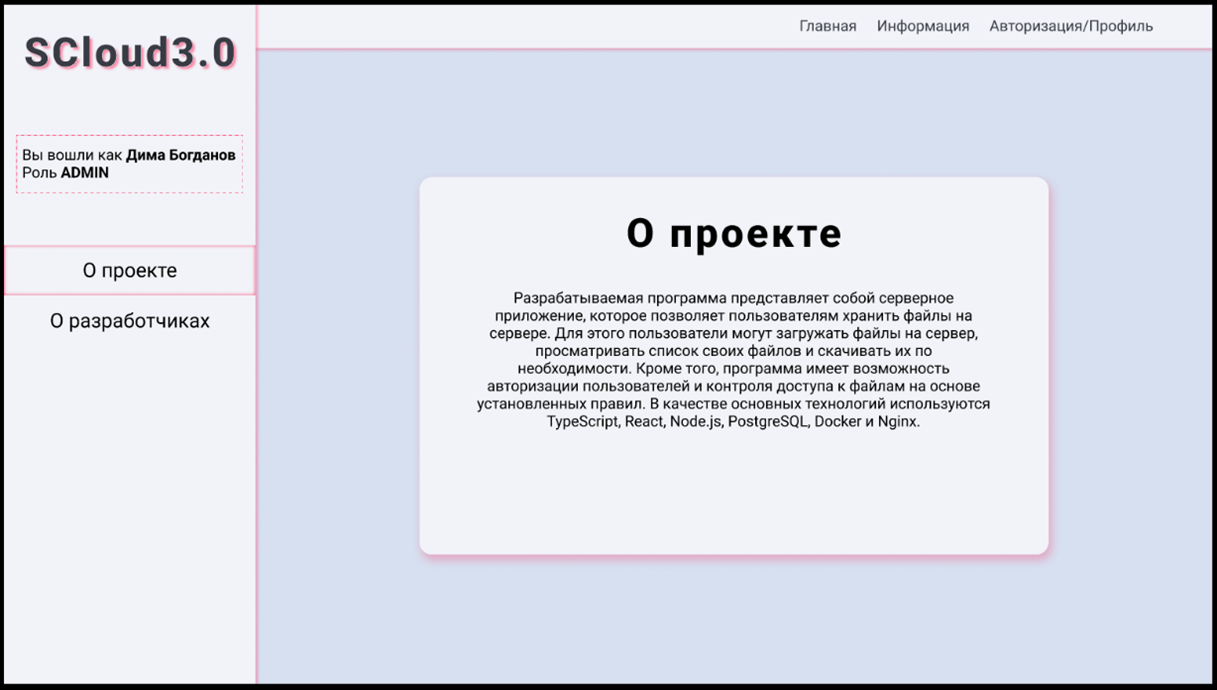 SCloud3.0
Главная Информация Авторизация/Профиль
Вы вошли как Дима Богданов
Роль ADMIN
О проекте
О разработчиках
О проекте
Разрабатываемая программа представляет собой серверное
приложение, которое позволяет пользователям хранить файлы на
сервере. Для этого пользователи могут загружать файлы на сервер,
просматривать список своих файлов и скачивать их по
необходимости. Кроме того, программа имеет возможность
авторизации пользователей и контроля доступа к файлам на основе
установленных правил. В качестве основных технологий используются
TypeScript, React, Node.js, PostgreSQL, Docker и Nginx.